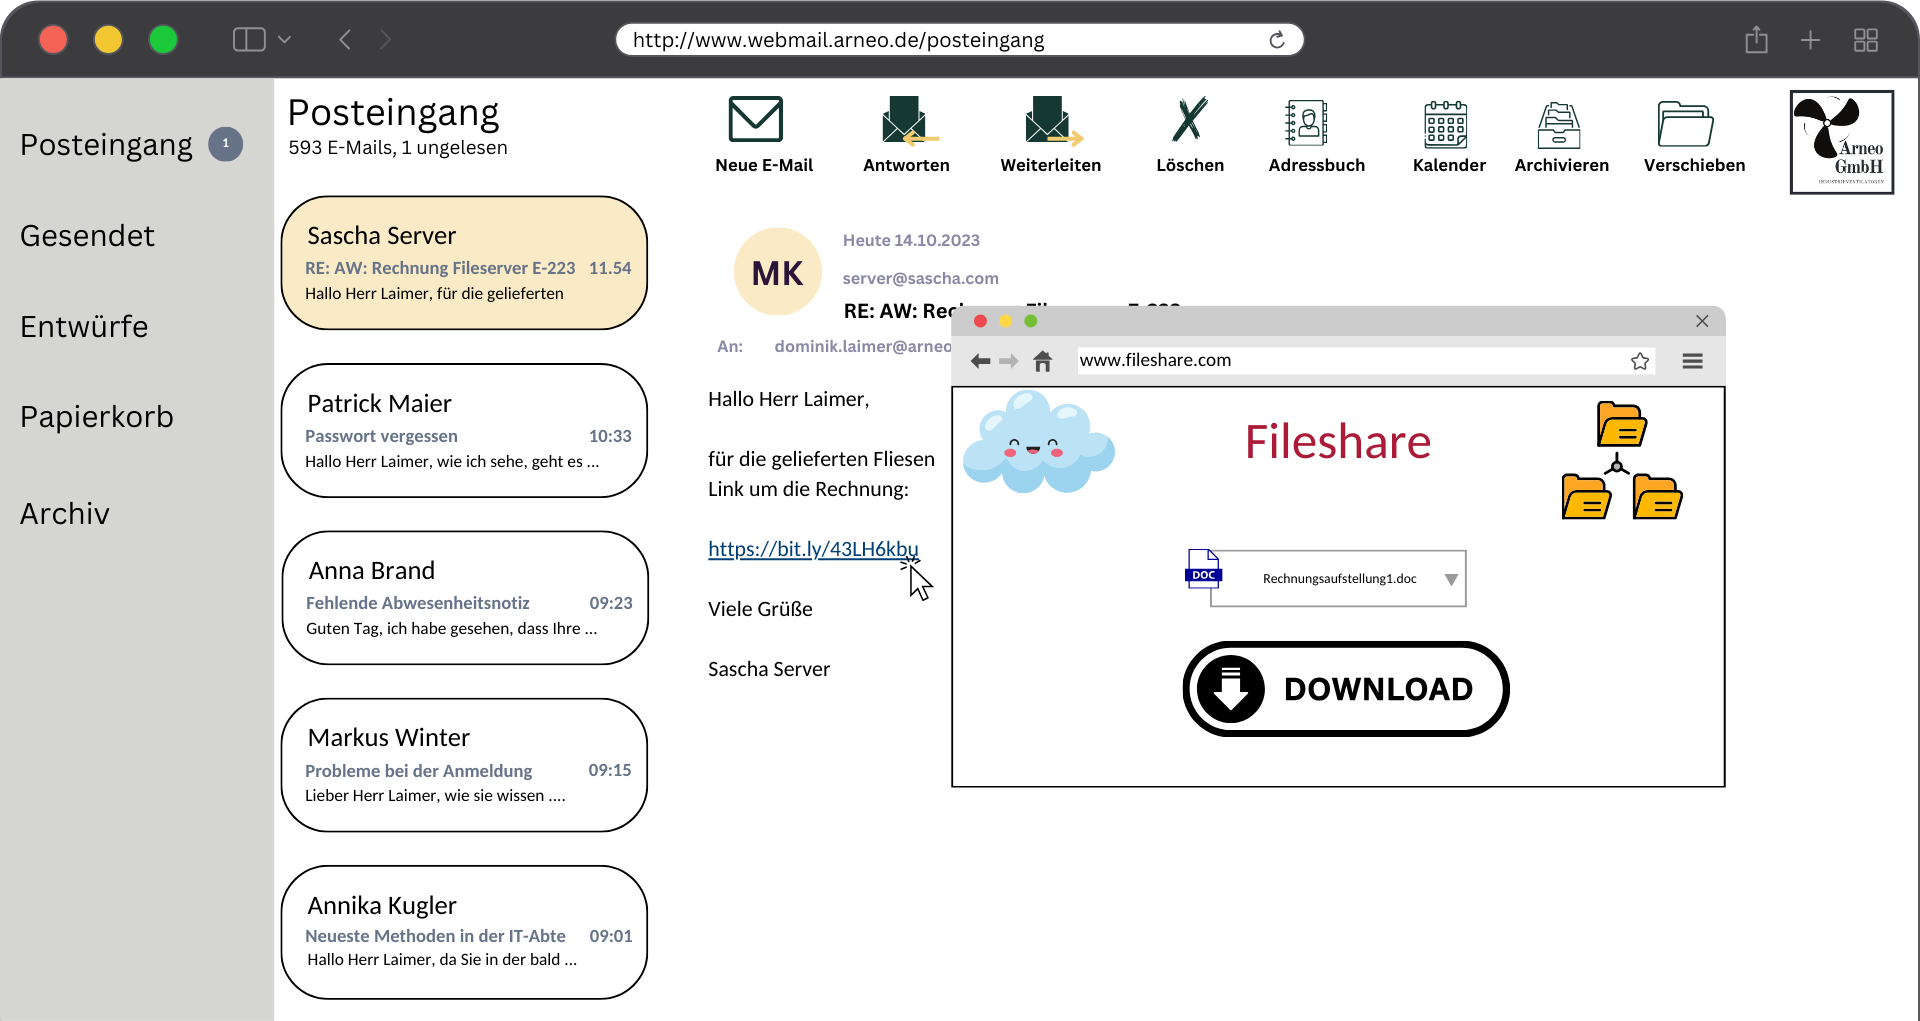 http://www.webmail.arneo.de/posteingang
Posteingang 1
Gesendet
Entwürfe
Papierkorb
Archiv
Posteingang
593 E-Mails, 1 ungelesen
Neue E-Mail
Antworten
Weiterleiten
Löschen
Adressbuch
Kalender
Archivieren
Verschieben
Arneo
GmbH
INDUSTRIEVENTILATOREN
Sascha Server
RE: AW: Rechnung Fileserver E-223 11.54
Hallo Herr Laimer, für die gelieferten
Patrick Maier
Passwort vergessen 10:33
Hallo Herr Laimer, wie ich sehe, geht es ...
Anna Brand
Fehlende Abwesenheitsnotiz 09:23
Guten Tag, ich habe gesehen, dass Ihre ...
Markus Winter
Probleme bei der Anmeldung 09:15
Lieber Herr Laimer, wie sie wissen ....
Annika Kugler
Neueste Methoden in der IT-Abte 09:01
Hallo Herr Laimer, da Sie in der bald ...
MK
Heute 14.10.2023
server@sascha.com
RE: AW: Rec
An: dominik.laimer@arneo
Hallo Herr Laimer,
für die gelieferten Fliesen
Link um die Rechnung:
https://bit.ly/43LH6kbu
Viele Grüße
Sascha Server
www.fileshare.com
Fileshare
DOC
Rechnungsaufstellung1.doc
DOWNLOAD